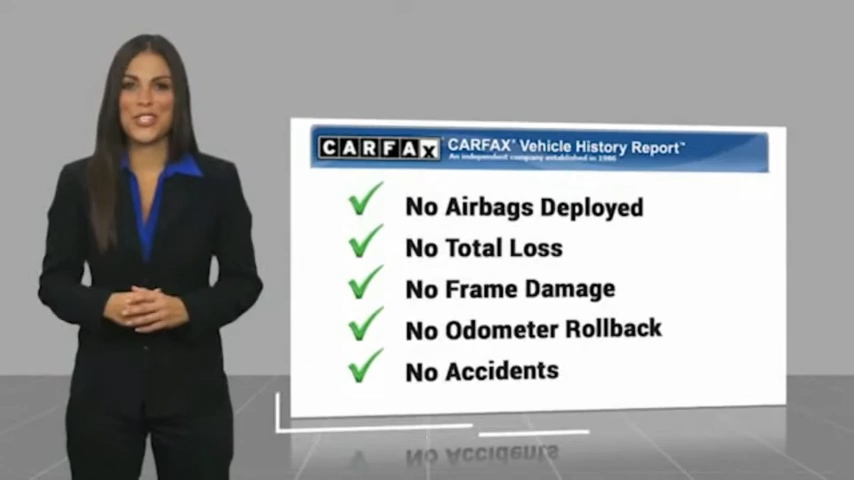 CARFAX CARFAX® Vehicle History Report™
An independent company established in 1986
No Airbags Deployed
No Total Loss
No Frame Damage
No Odometer Rollback
No Accidents
No Accidents